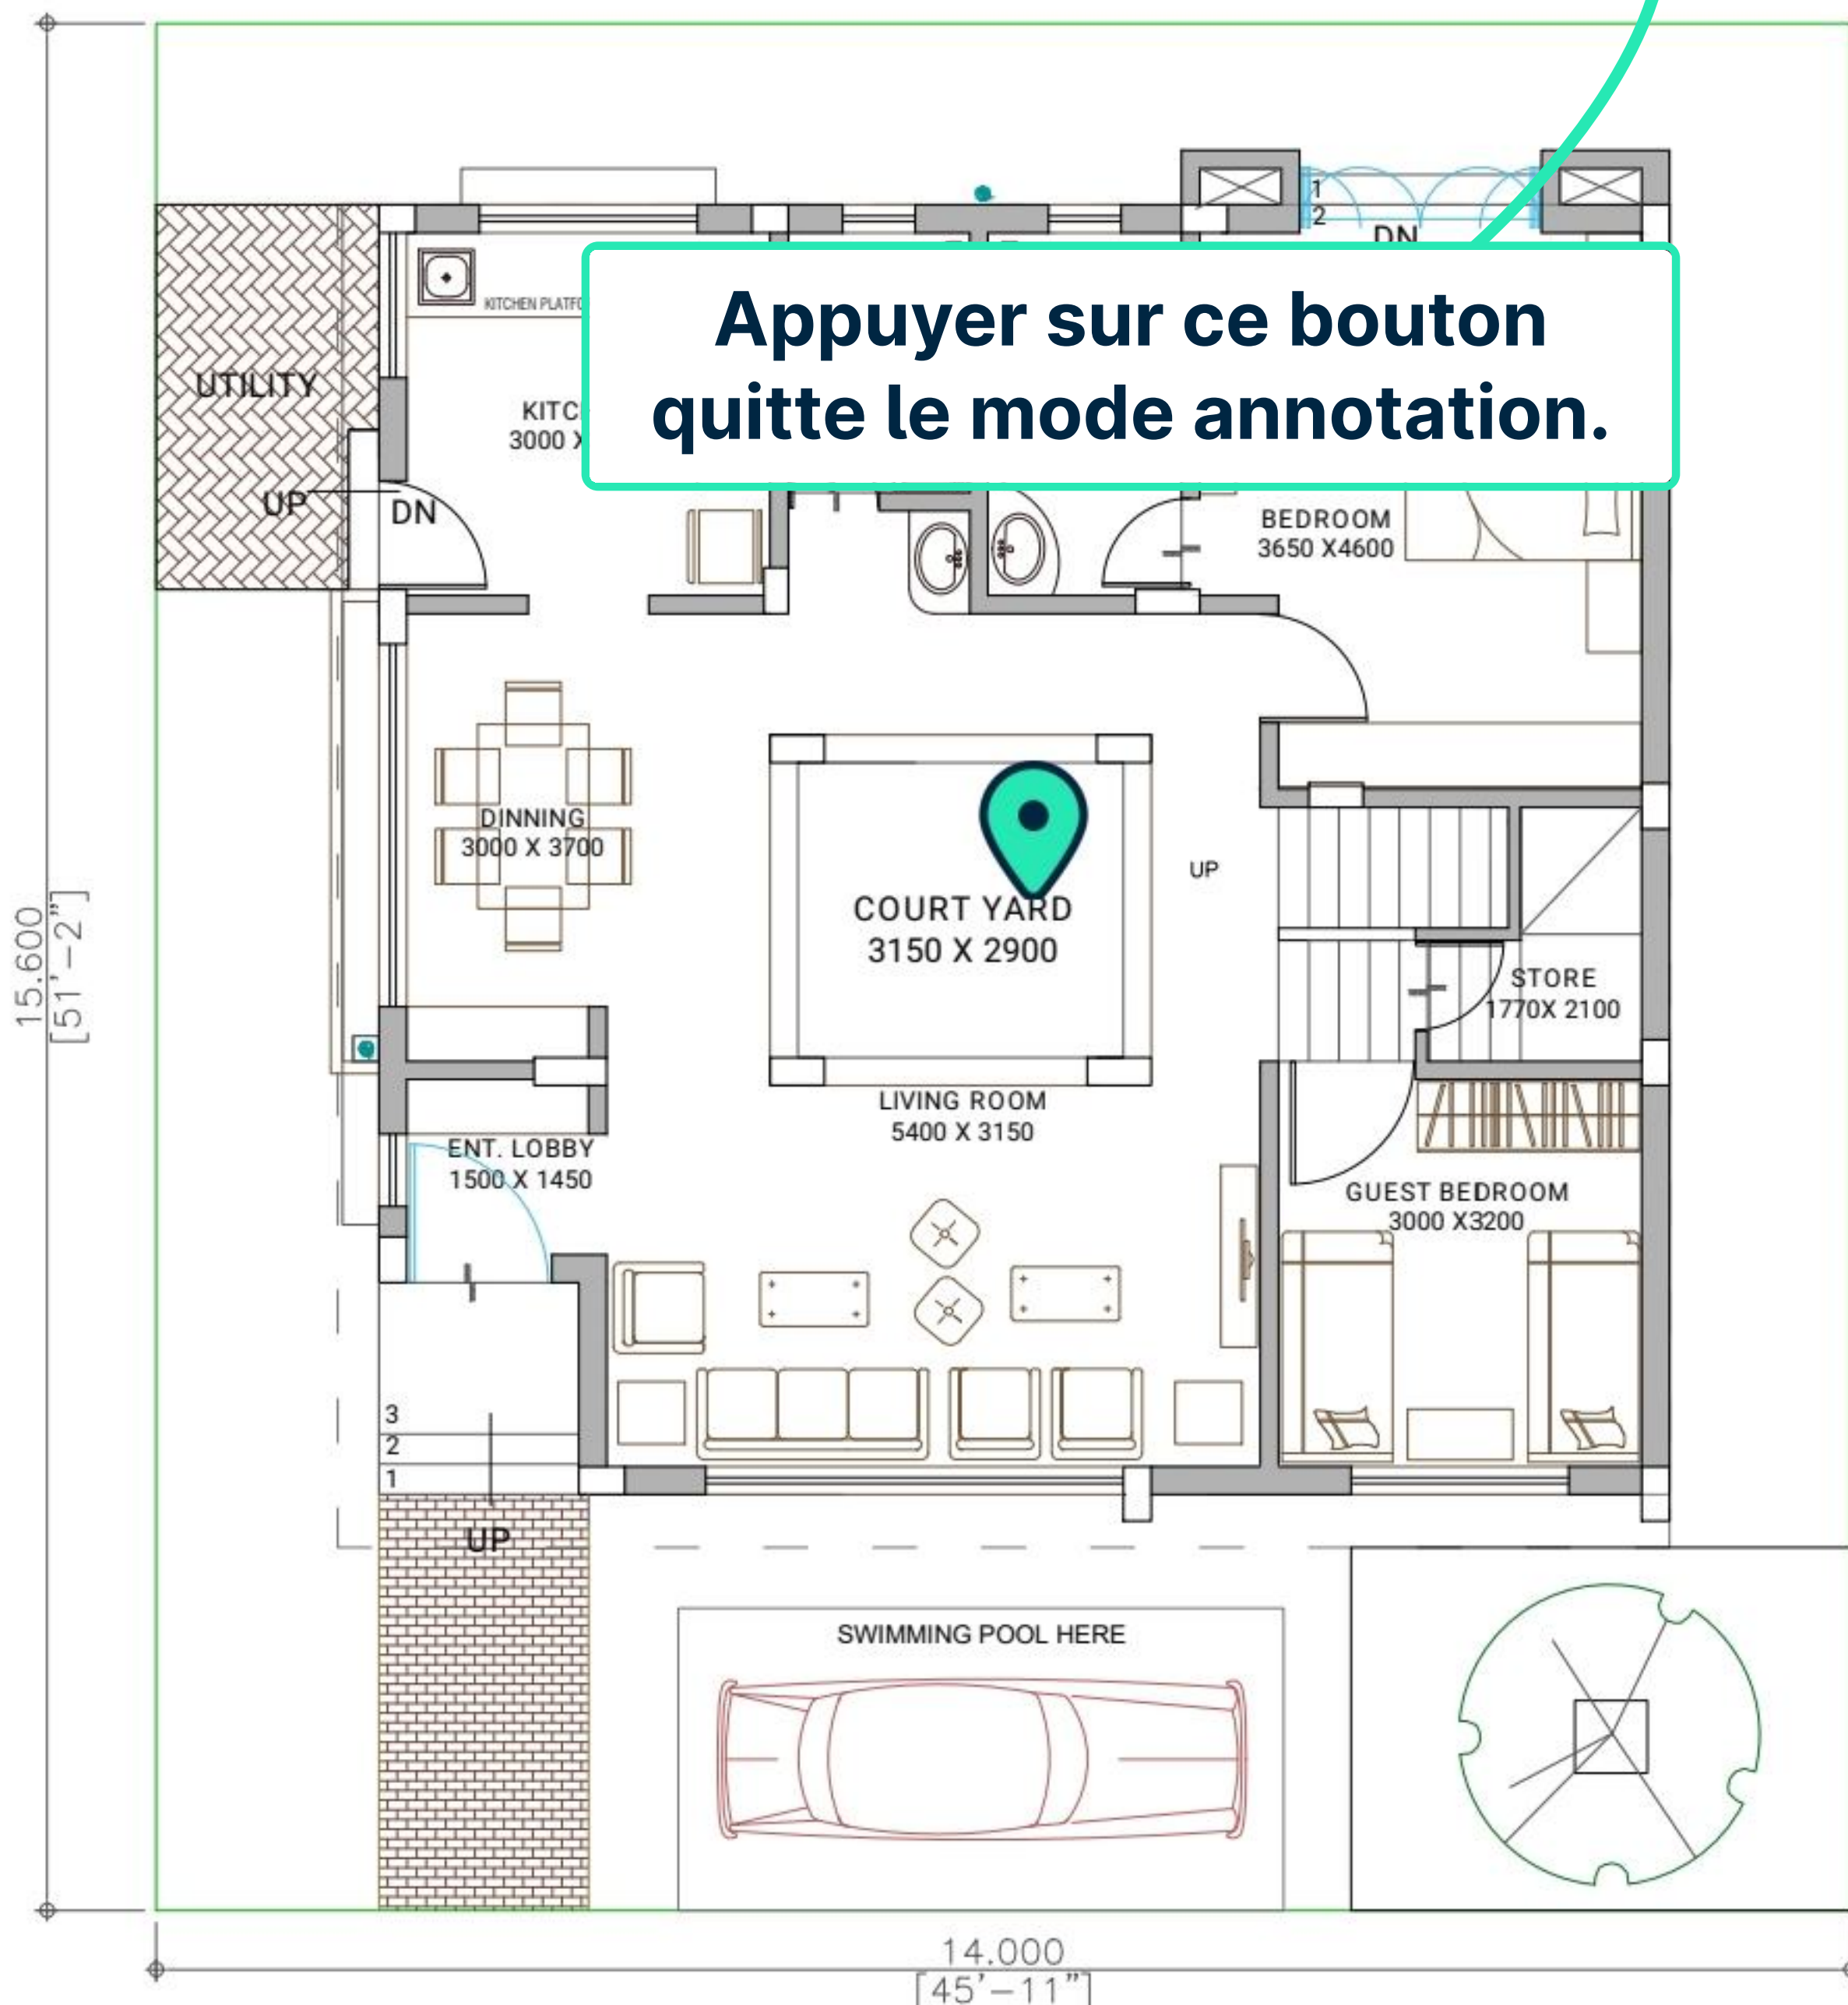 1
2
DN
Appuyer sur ce bouton
quitte le mode annotation.
UTILITY
UP
DN
BEDROOM
3650 X4600
DINNING
3000 X 3700
UP
COURT YARD
3150 X 2900
STORE
1770X 2100
15.600
[51'-2"]
LIVING ROOM
5400 X 3150
ENT. LOBBY
1500 X 1450
GUEST BEDROOM
3000 X3200
3
2
1
UP
SWIMMING POOL HERE
14.000
[45'-11"]
KITCHEN
3000 X